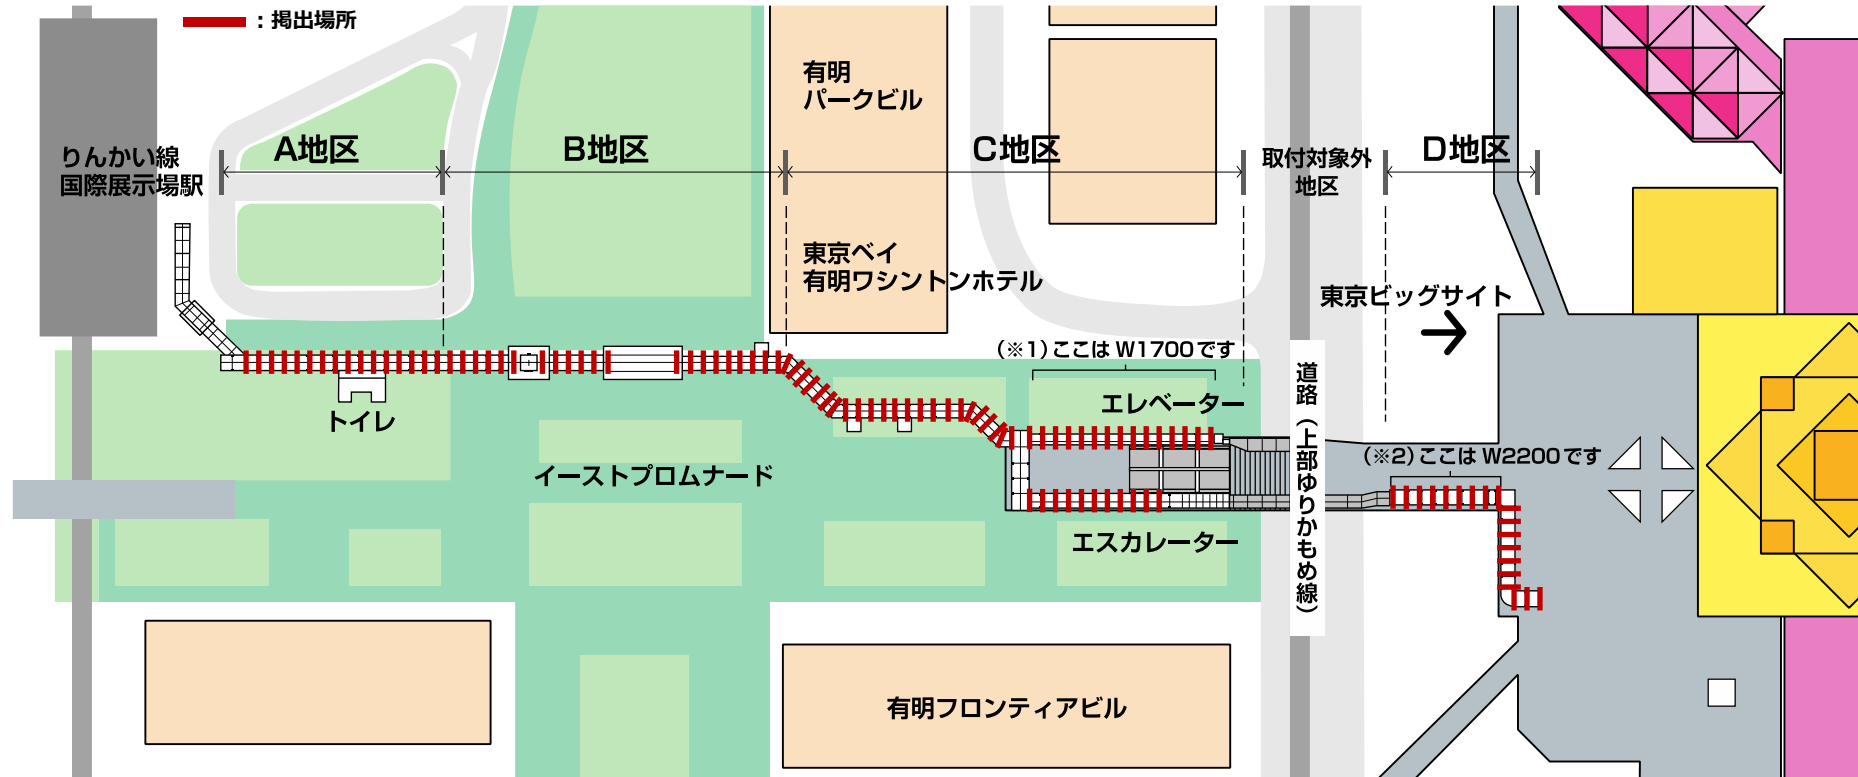 ：掲出場所
有明
パークビル
りんかい線
国際展示場駅
A地区
B地区
C地区
取付対象外
地区
D地区
東京ベイ
有明ワシントンホテル
東京ビッグサイト
（※1）ここは W1700です
トイレ
エレベーター
イーストプロムナード
道路（上部ゆりかもめ線）
（※2）ここは W2200です
エスカレーター
有明フロンティアビル